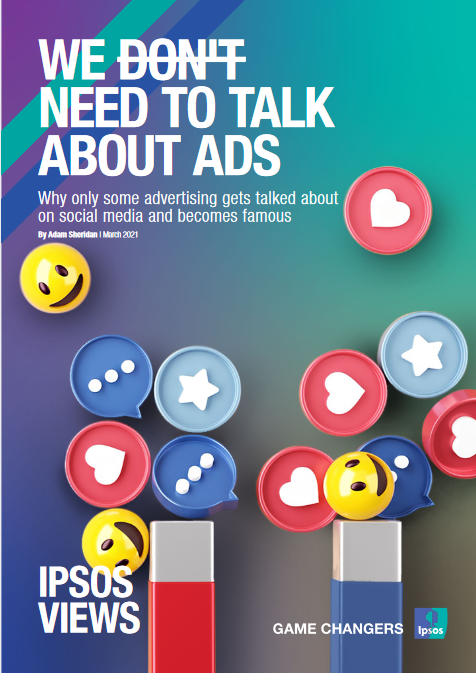 WE DON'T
NEED TO TALK
ABOUT ADS
Why only some advertising gets talked about
on social media and becomes famous
By Adam Sheridan | March 2021
IPSOS
VIEWS
GAME CHANGERS
Ipsos